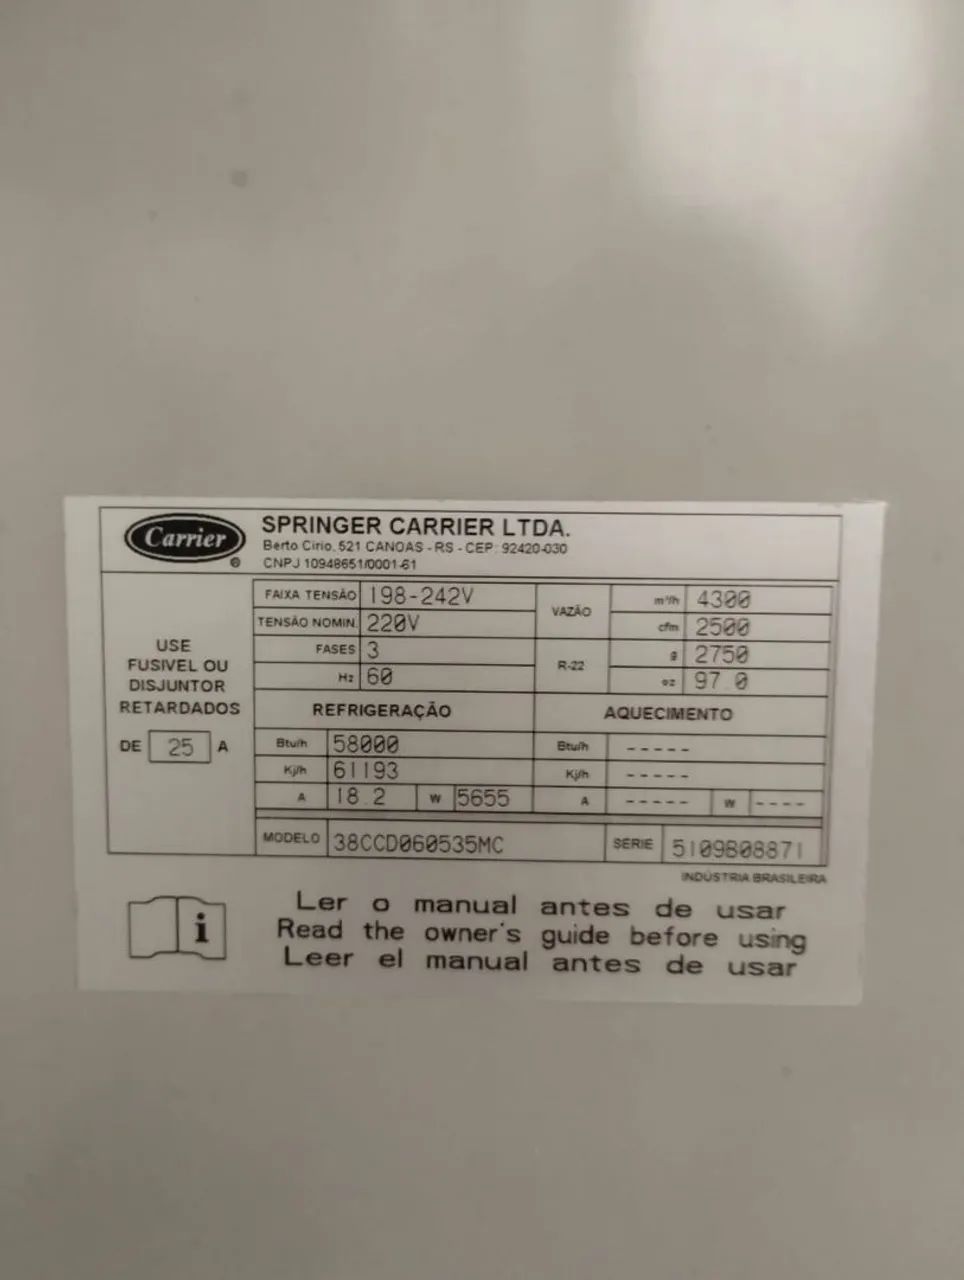 Carrier
®
SPRINGER CARRIER LTDA.
Berto Cirio, 521 CANOAS - RS - CEP: 92420-030
CNPJ 10948651/0001-61
USE
FUSIVEL OU
DISJUNTOR
RETARDADOS
DE 25 A
FAIXA TENSÃO 198-242V
TENSÃO NOMIN. 220V
FASES 3
Hz 60
VAZÃO
m³/h 4300
cfm 2500
R-22
g 2750
oz 97.0
REFRIGERAÇÃO
Btu/h 58000
Kj/h 61193
A 18.2 W 5655
AQUECIMENTO
Btu/h -----
Kj/h -----
A ----- W ----
MODELO 38CCD060535MC SERIE 5109B08871
INDÚSTRIA BRASILEIRA
i
Ler o manual antes de usar
Read the owner's guide before using
Leer el manual antes de usar